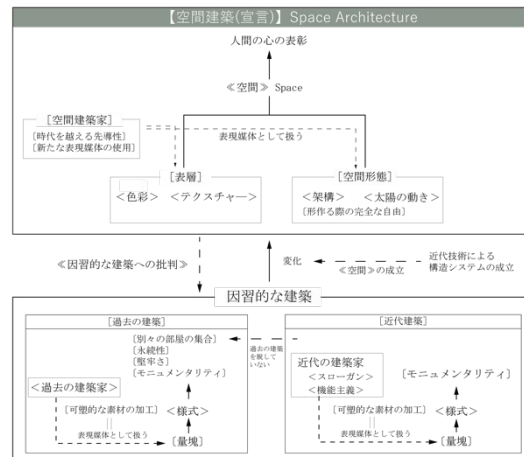 【空間建築(宣言)】Space Architecture
人間の心の表彰
≪空間≫ Space
[空間建築家]
[時代を越える先導性]
[新たな表現媒体の使用]
表現媒体として扱う
[表層]
[空間形態]
<色彩> <テクスチャー>
<架構> <太陽の動き>
[形作る際の完全な自由]
≪因習的な建築への批判≫
変化
≪空間≫の成立
近代技術による
構造システムの成立
因習的な建築
[過去の建築]
[別々の部屋の集合]
[永続性]
[堅牢さ]
[モニュメンタリティ]
<過去の建築家>
[可塑的な素材の加工]
<様式>
表現媒体として扱う
[量塊]
過去の建築
を脱して
いない
[近代建築]
近代の建築家
<スローガン>
<機能主義>
[モニュメンタリティ]
[可塑的な素材の加工]
<様式>
表現媒体として扱う
[量塊]